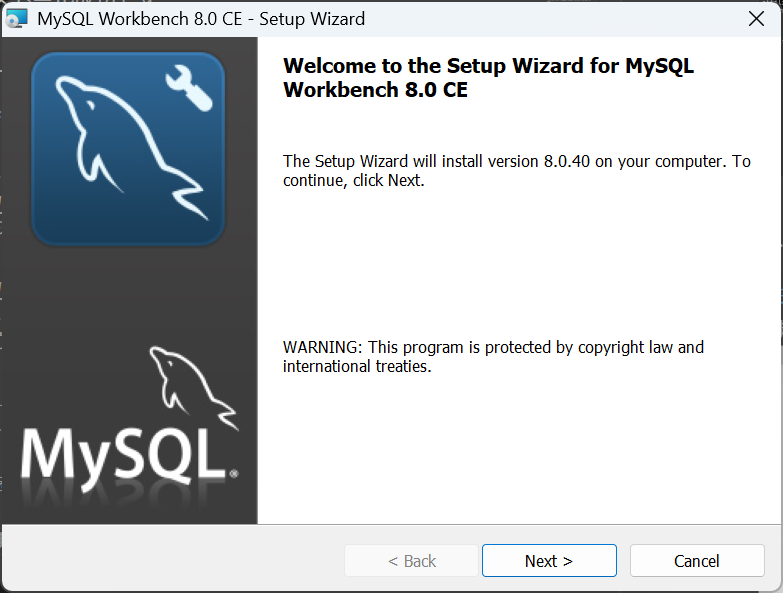 MySQL Workbench 8.0 CE - Setup Wizard
Welcome to the Setup Wizard for MySQL
Workbench 8.0 CE
The Setup Wizard will install version 8.0.40 on your computer. To
continue, click Next.
WARNING: This program is protected by copyright law and
international treaties.
MySQL®
< Back
Next >
Cancel